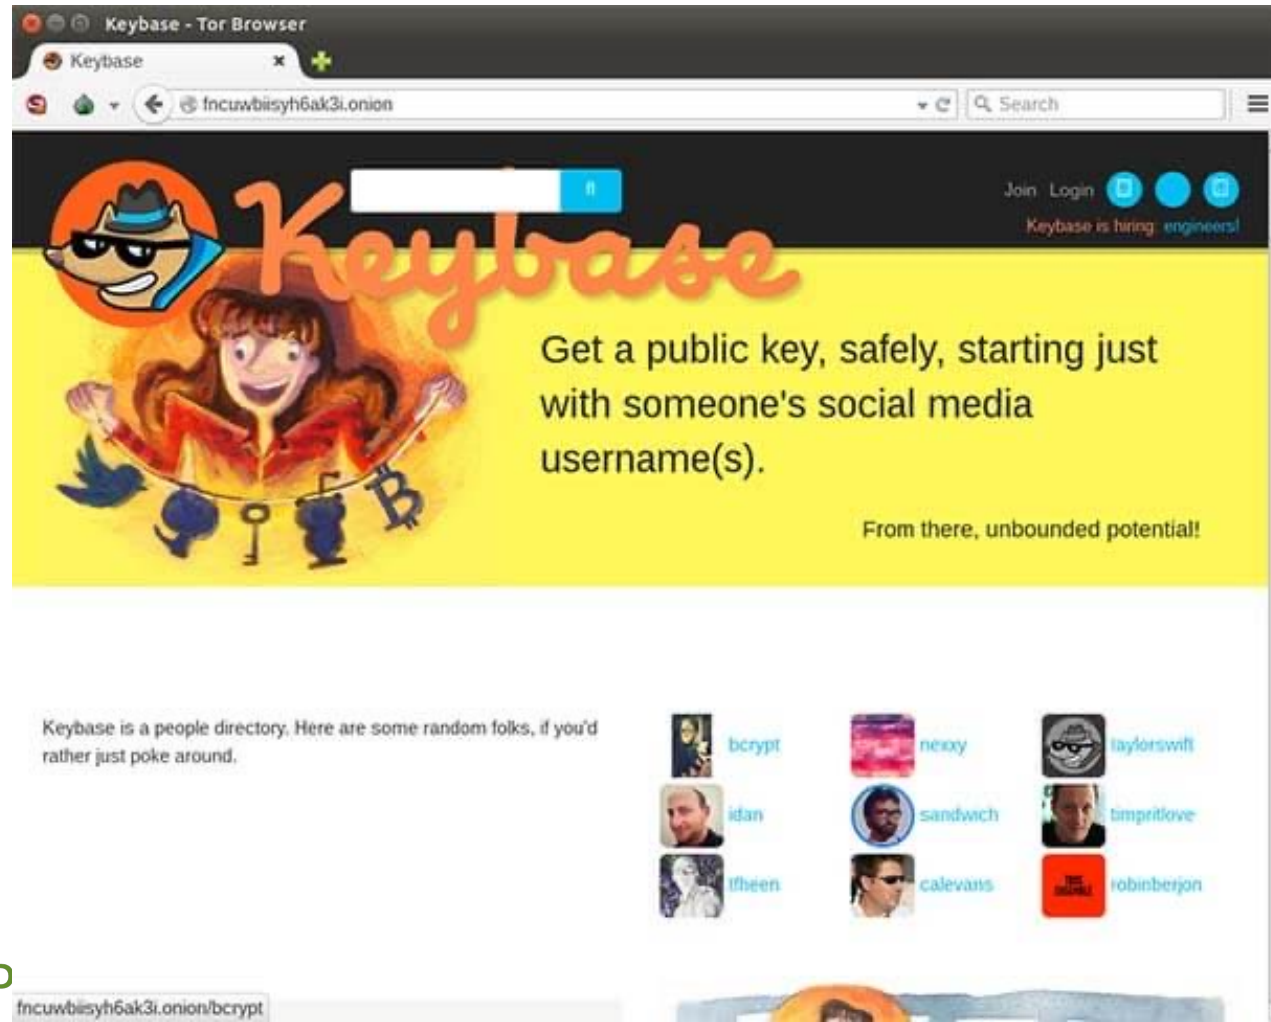 Keybase - Tor Browser
Keybase
fncuwbiisyh6ak3i.onion
Search
Join Login
Keybase is hiring: engineers!
Keybase
Get a public key, safely, starting just
with someone's social media
username(s).
From there, unbounded potential!
Keybase is a people directory. Here are some random folks, if you'd
rather just poke around.
bcrypt nexxy taylorswift
idan sandwich timpritlove
tfheen calevans robinberjon
fncuwbiisyh6ak3i.onion/bcrypt